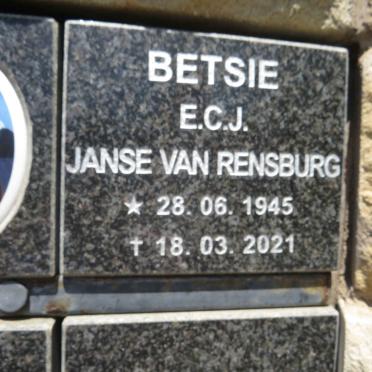 BETSIE
E.C.J.
JANSE VAN RENSBURG
★ 28. 06. 1945
✝ 18. 03. 2021